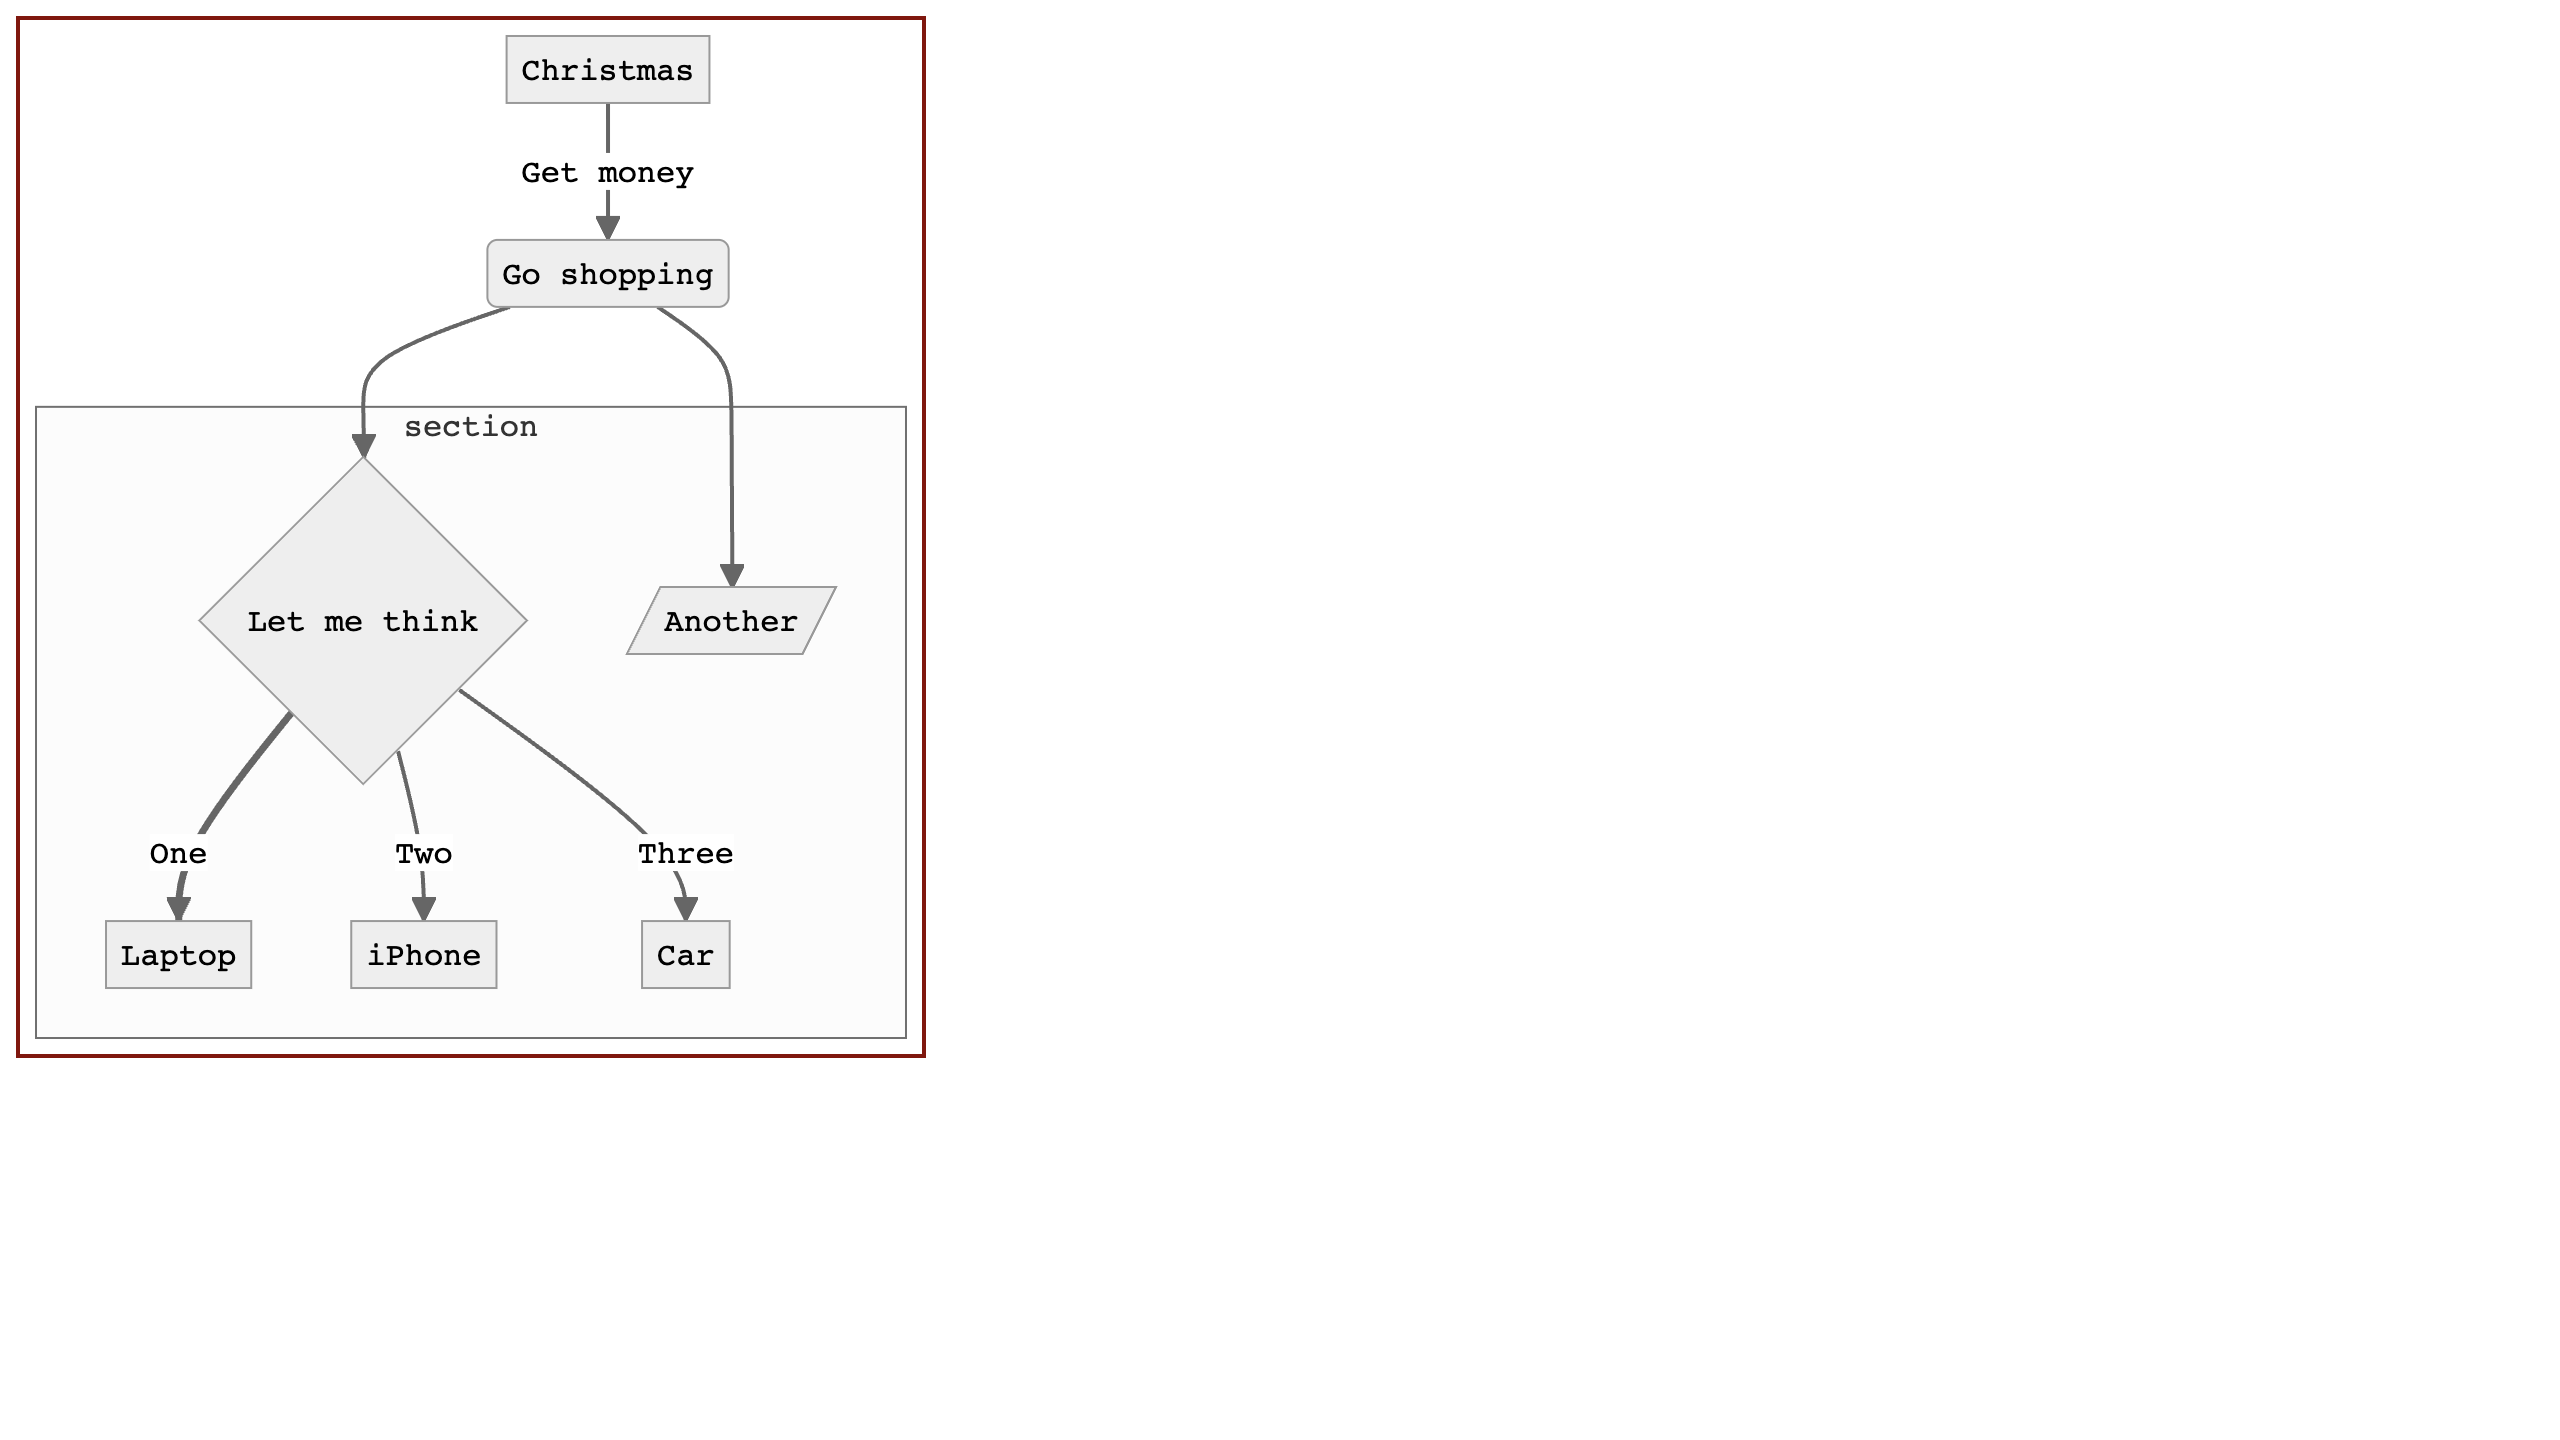 Christmas
Get money
Go shopping
section
Let me think
Another
One
Two
Three
Laptop
iPhone
Car